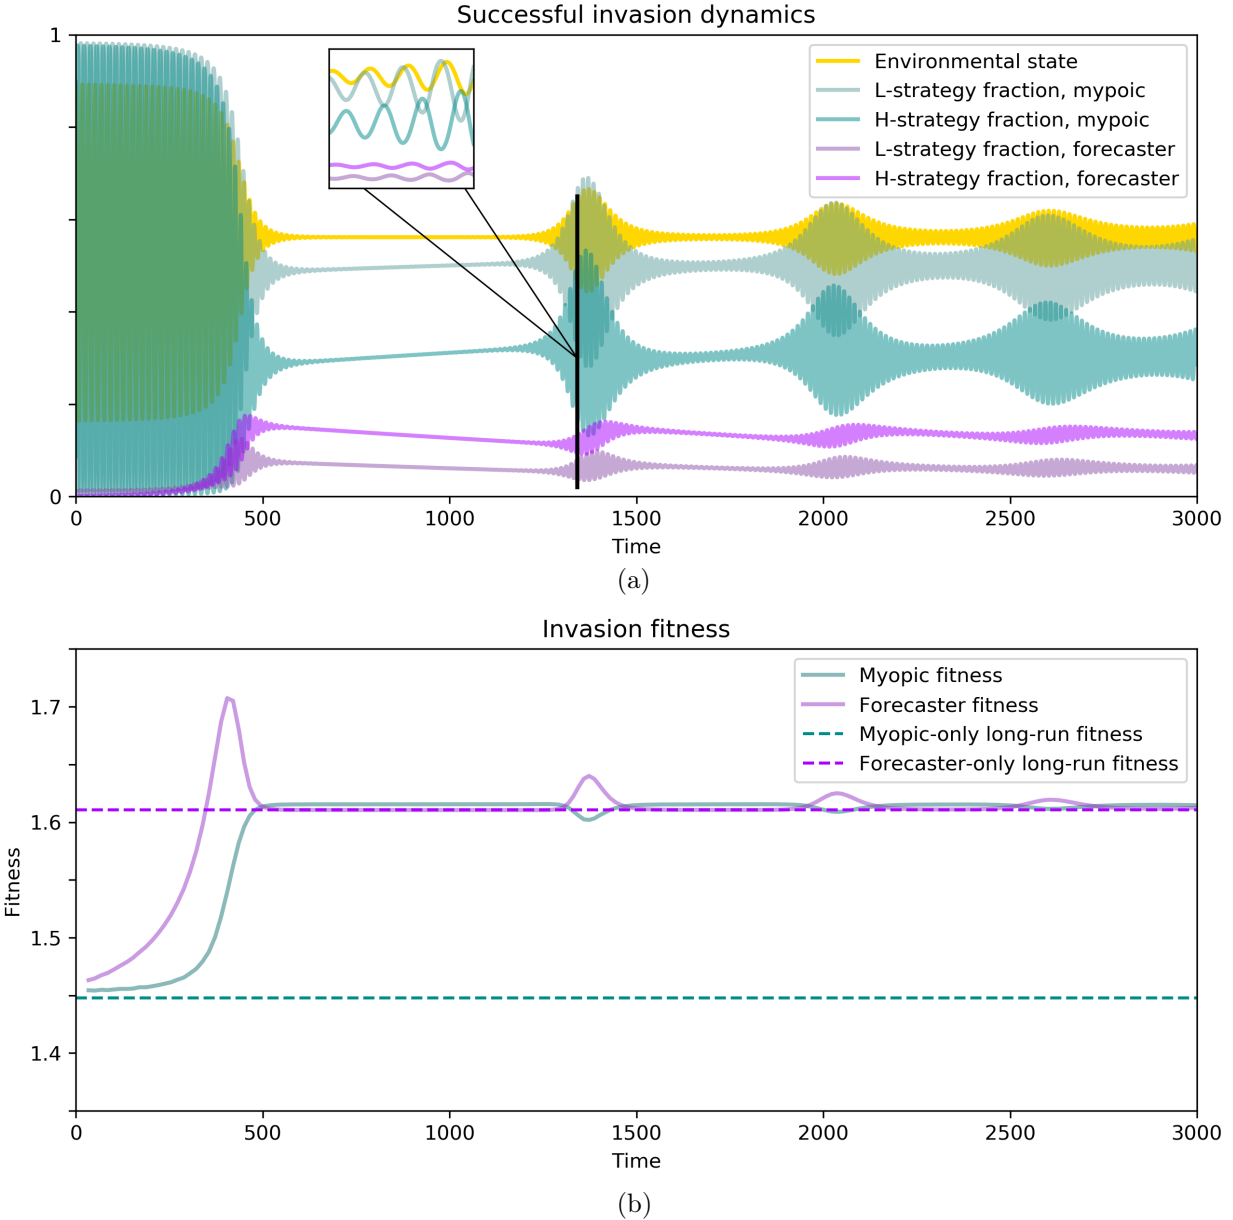 Successful invasion dynamics
1
0
Environmental state
L-strategy fraction, mypoic
H-strategy fraction, mypoic
L-strategy fraction, forecaster
H-strategy fraction, forecaster
0 500 1000 1500 2000 2500 3000
Time
(a)
Invasion fitness
1.7
1.6
1.5
1.4
Fitness
Myopic fitness
Forecaster fitness
Myopic-only long-run fitness
Forecaster-only long-run fitness
0 500 1000 1500 2000 2500 3000
Time
(b)